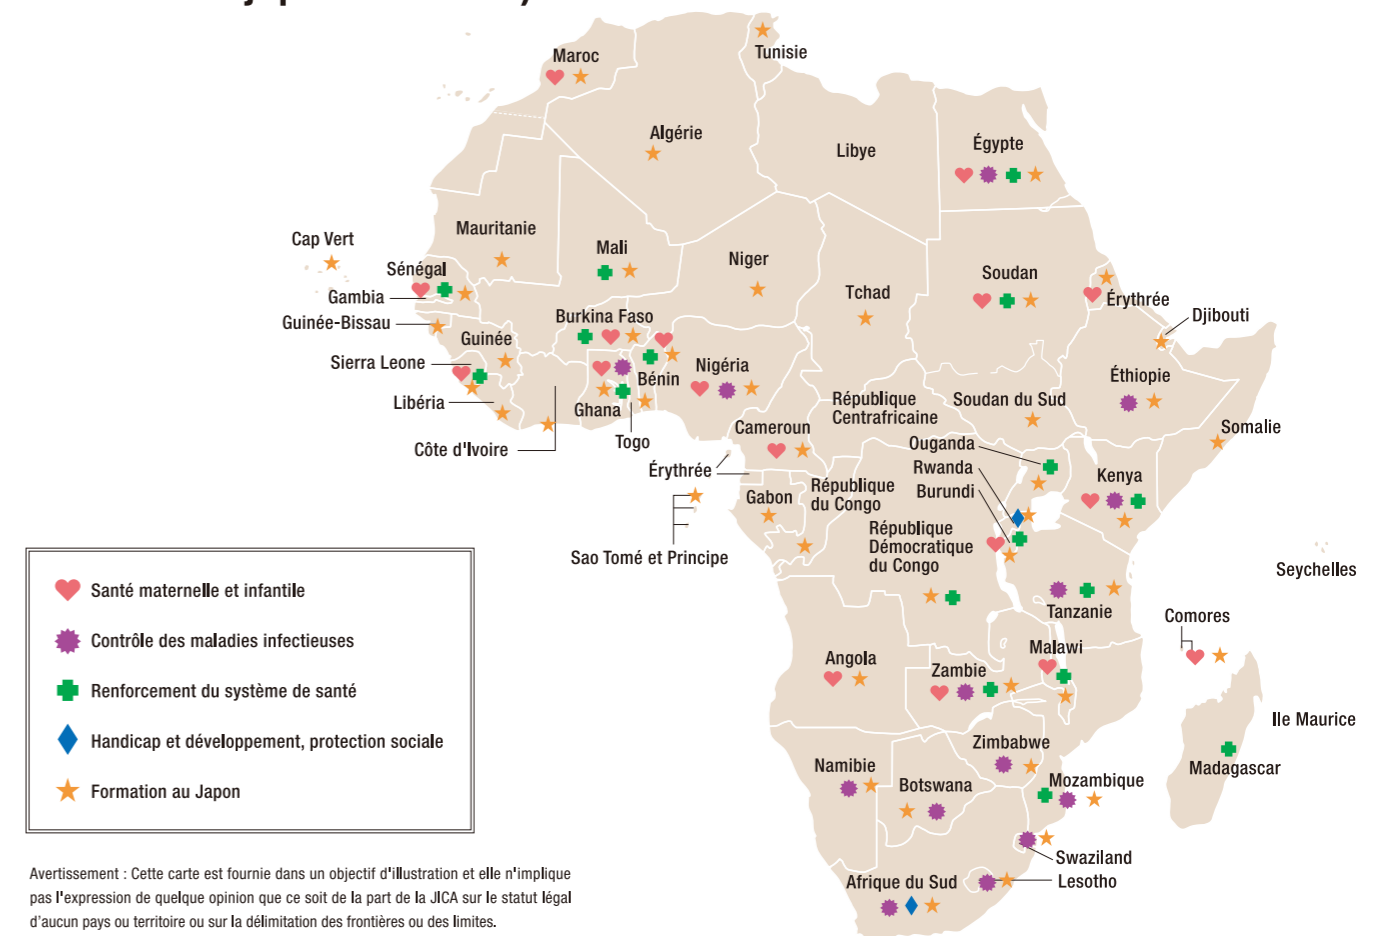 Maroc
Tunisie
Algérie
Libye
Égypte
Mauritanie
Cap Vert
Mali
Niger
Sénégal
Soudan
Tchad
Gambia
Érythrée
Djibouti
Burkina Faso
Guinée-Bissau
Guinée
Sierra Leone
Nigéria
Éthiopie
Bénin
République
Centrafricaine
Soudan du Sud
Libéria
Ghana
Cameroun
Somalie
Togo
Ouganda
Côte d'Ivoire
Rwanda
Érythrée
Kenya
Burundi
Gabon
République
du Congo
République
Démocratique
du Congo
Sao Tomé et Principe
Seychelles
Santé maternelle et infantile
Tanzanie
Comores
Contrôle des maladies infectieuses
Malawi
Angola
Zambie
Renforcement du système de santé
Ile Maurice
Handicap et développement, protection sociale
Zimbabwe
Namibie
Madagascar
Mozambique
Botswana
Formation au Japon
Swaziland
Afrique du Sud
Lesotho
Avertissement : Cette carte est fournie dans un objectif d'illustration et elle n'implique
pas l'expression de quelque opinion que ce soit de la part de la JICA sur le statut légal
d'aucun pays ou territoire ou sur la délimitation des frontières ou des limites.